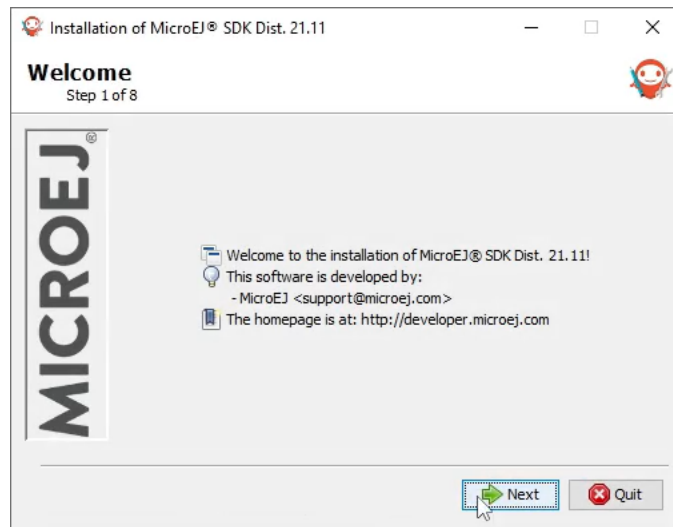 Installation of MicroEJ® SDK Dist. 21.11
Welcome
Step 1 of 8
MICROEJ®
Welcome to the installation of MicroEJ® SDK Dist. 21.11!
This software is developed by:
- MicroEJ <support@microej.com>
The homepage is at: http://developer.microej.com
Next
Quit